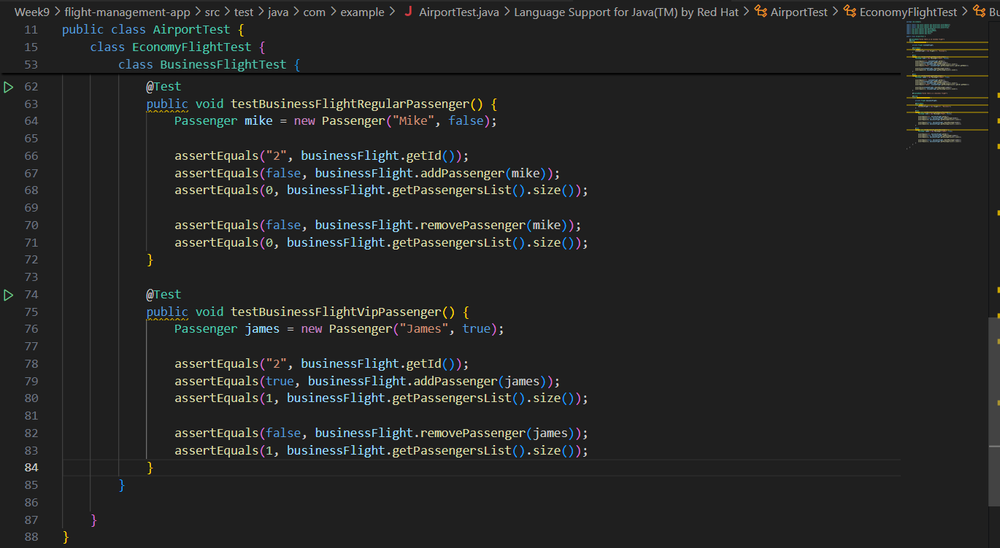 Week9 > flight-management-app > src > test > java > com > example > J AirportTest.java > Language Support for Java(TM) by Red Hat > AirportTest > EconomyFlightTest > Bu
11 public class AirportTest {
15 class EconomyFlightTest {
53 class BusinessFlightTest {
62 @Test
63 public void testBusinessFlightRegularPassenger() {
64 Passenger mike = new Passenger("Mike", false);
65
66 assertEquals("2", businessFlight.getId());
67 assertEquals(false, businessFlight.addPassenger(mike));
68 assertEquals(0, businessFlight.getPassengersList().size());
69
70 assertEquals(false, businessFlight.removePassenger(mike));
71 assertEquals(0, businessFlight.getPassengersList().size());
72 }
73
74 @Test
75 public void testBusinessFlightVipPassenger() {
76 Passenger james = new Passenger("James", true);
77
78 assertEquals("2", businessFlight.getId());
79 assertEquals(true, businessFlight.addPassenger(james));
80 assertEquals(1, businessFlight.getPassengersList().size());
81
82 assertEquals(false, businessFlight.removePassenger(james));
83 assertEquals(1, businessFlight.getPassengersList().size());
84 }
85 }
86
87 }
88 }